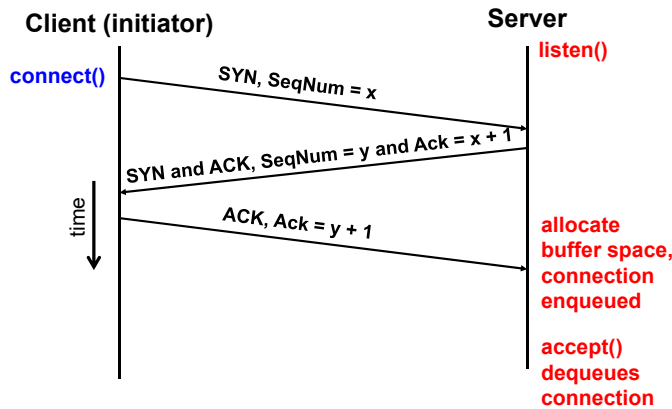 Client (initiator)
Server
listen()
connect()
SYN, SeqNum = x
SYN and ACK, SeqNum = y and Ack = x + 1
time
ACK, Ack = y + 1
allocate
buffer space,
connection
enqueued
accept()
dequeues
connection